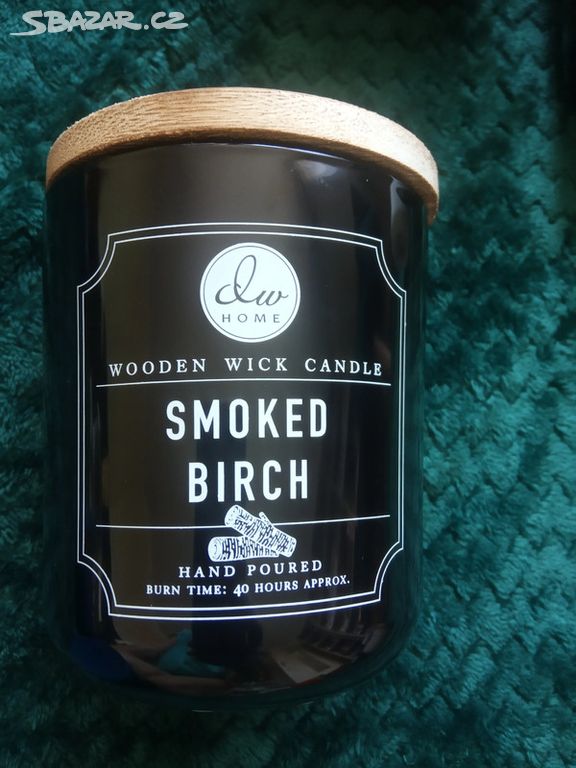 SBAZAR.CZ
dw
HOME
WOODEN WICK CANDLE
SMOKED
BIRCH
HAND POURED
BURN TIME: 40 HOURS APPROX.